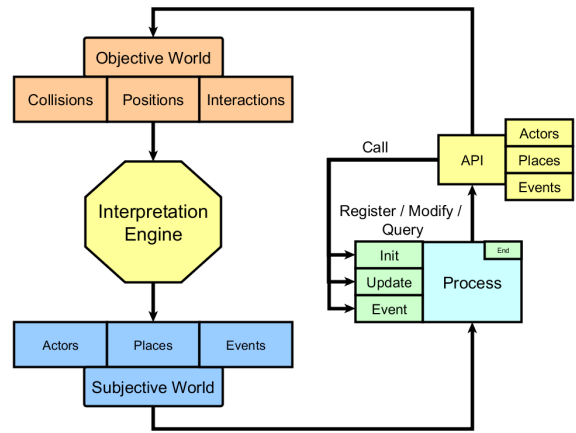 Objective World
Collisions
Positions
Interactions
Interpretation
Engine
Actors
Places
Events
Subjective World
Call
API
Actors
Places
Events
Register / Modify /
Query
Init
Update
Event
End
Process